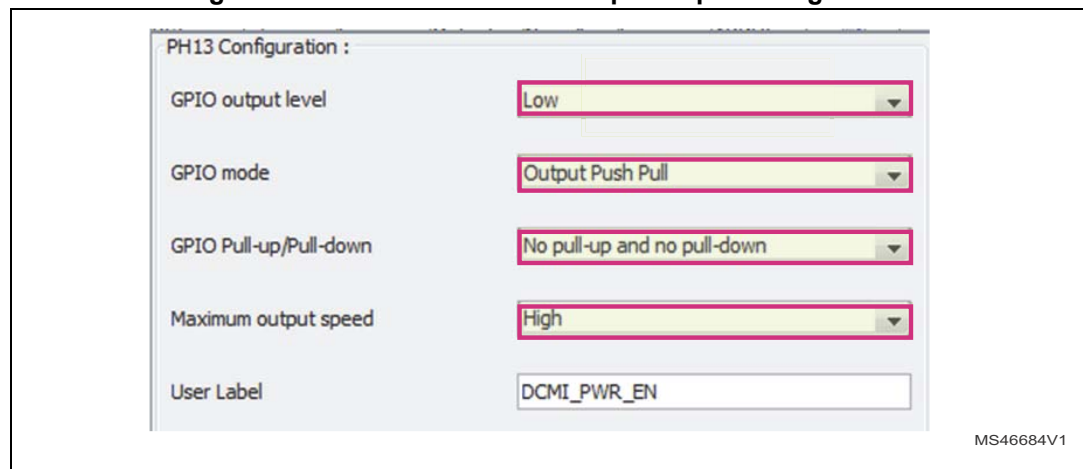 PH13 Configuration :
GPIO output level Low
GPIO mode Output Push Pull
GPIO Pull-up/Pull-down No pull-up and no pull-down
Maximum output speed High
User Label DCMI_PWR_EN
MS46684V1